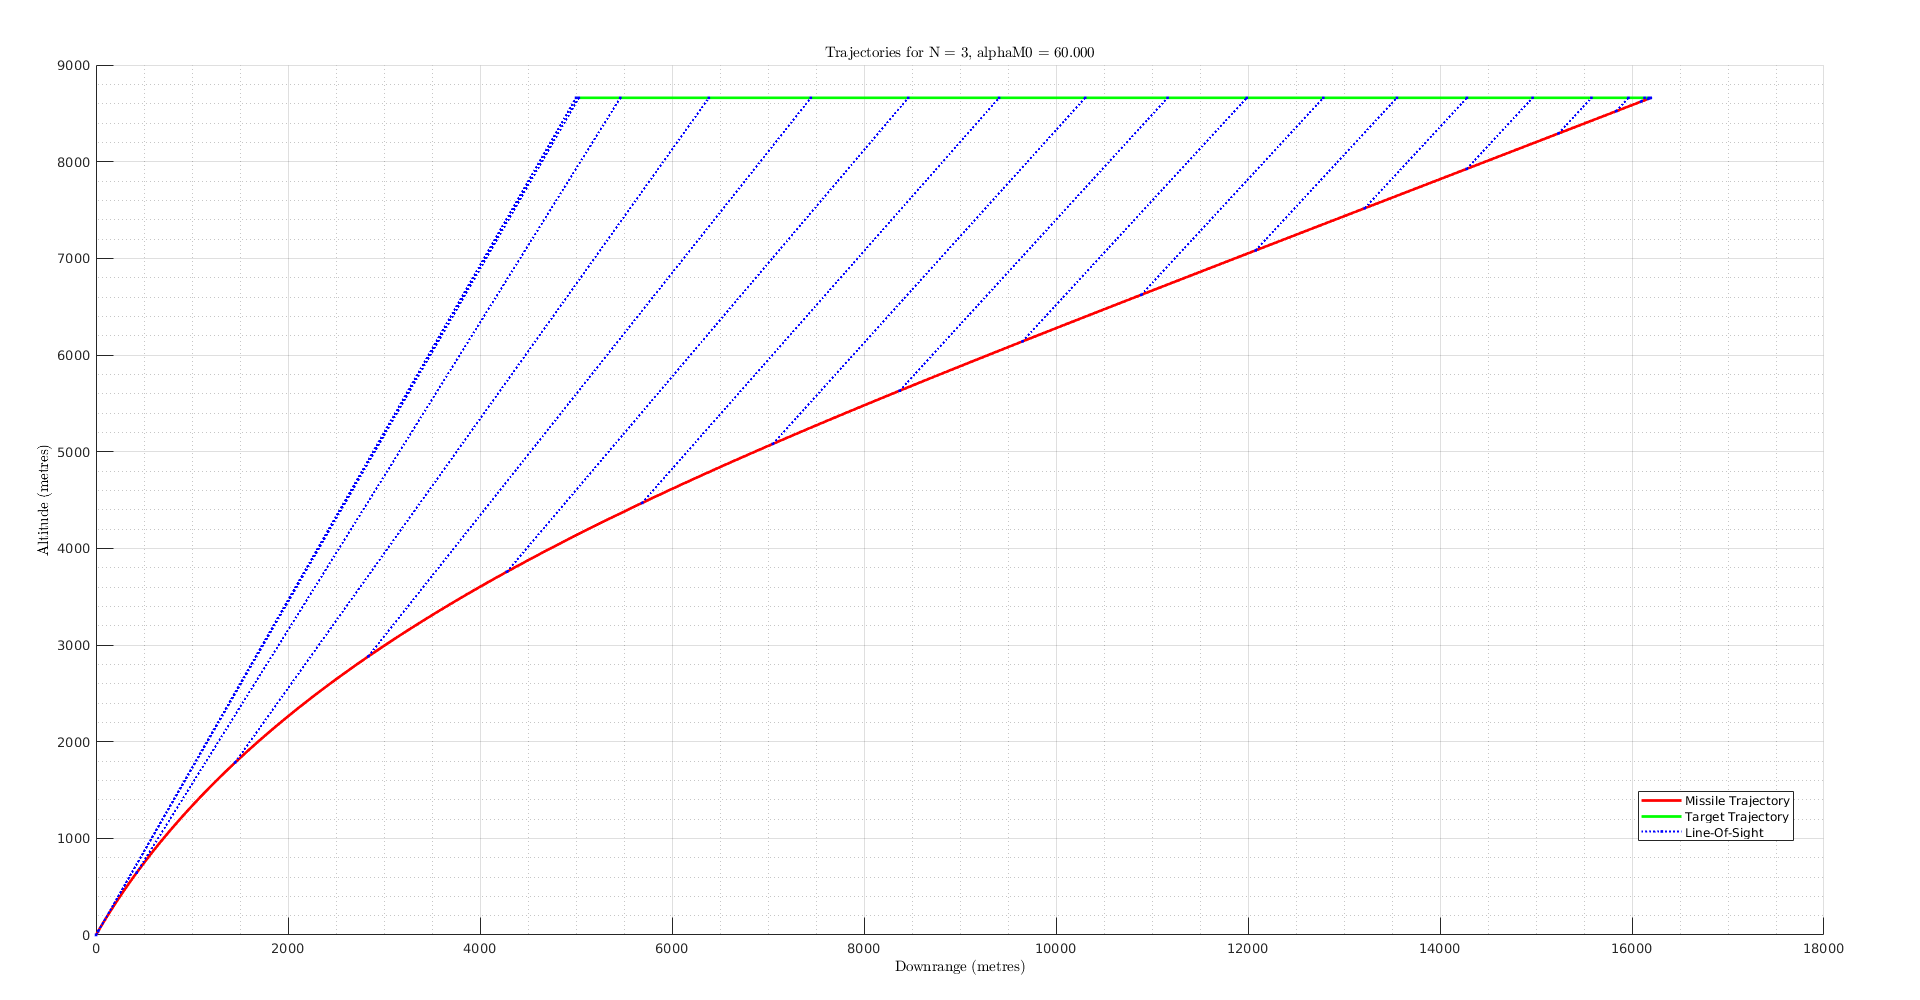 Trajectories for N = 3, alphaM0 = 60.000
9000
8000
7000
6000
5000
4000
3000
2000
1000
0
Altitude (metres)
Missile Trajectory
Target Trajectory
Line-Of-Sight
0 2000 4000 6000 8000 10000 12000 14000 16000 18000
Downrange (metres)